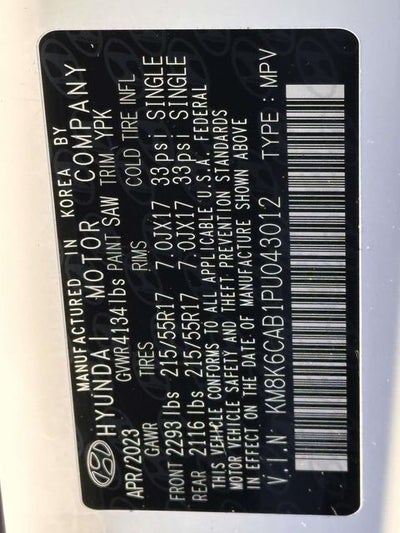 MANUFACTURED IN KOREA BY
HYUNDAI MOTOR COMPANY
APR/2023 GVWR 4134 lbs PAINT SAW TRIM YPK
GAWR TIRES RIMS COLD TIRE INFL
FRONT 2293 lbs 215/55R17 7.0JX17 33psi SINGLE
REAR 2116 lbs 215/55R17 7.0JX17 33psi SINGLE
THIS VEHICLE CONFORMS TO ALL APPLICABLE U.S.A. FEDERAL
MOTOR VEHICLE SAFETY AND THEFT PREVENTION STANDARDS
IN EFFECT ON THE DATE OF MANUFACTURE SHOWN ABOVE
V.I.N: KM8K6CAB1PU043012 TYPE: MPV